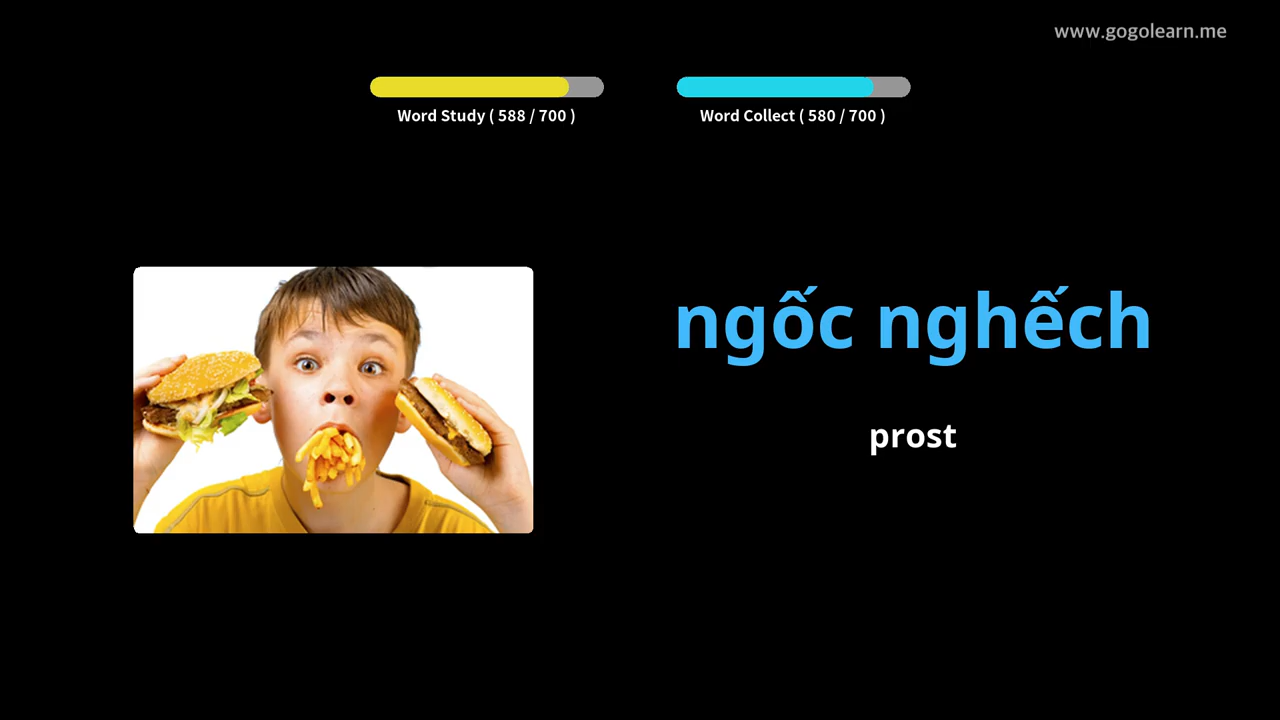 www.gogolearn.me
Word Study ( 588 / 700 )
Word Collect ( 580 / 700 )
ngốc nghếch
prost